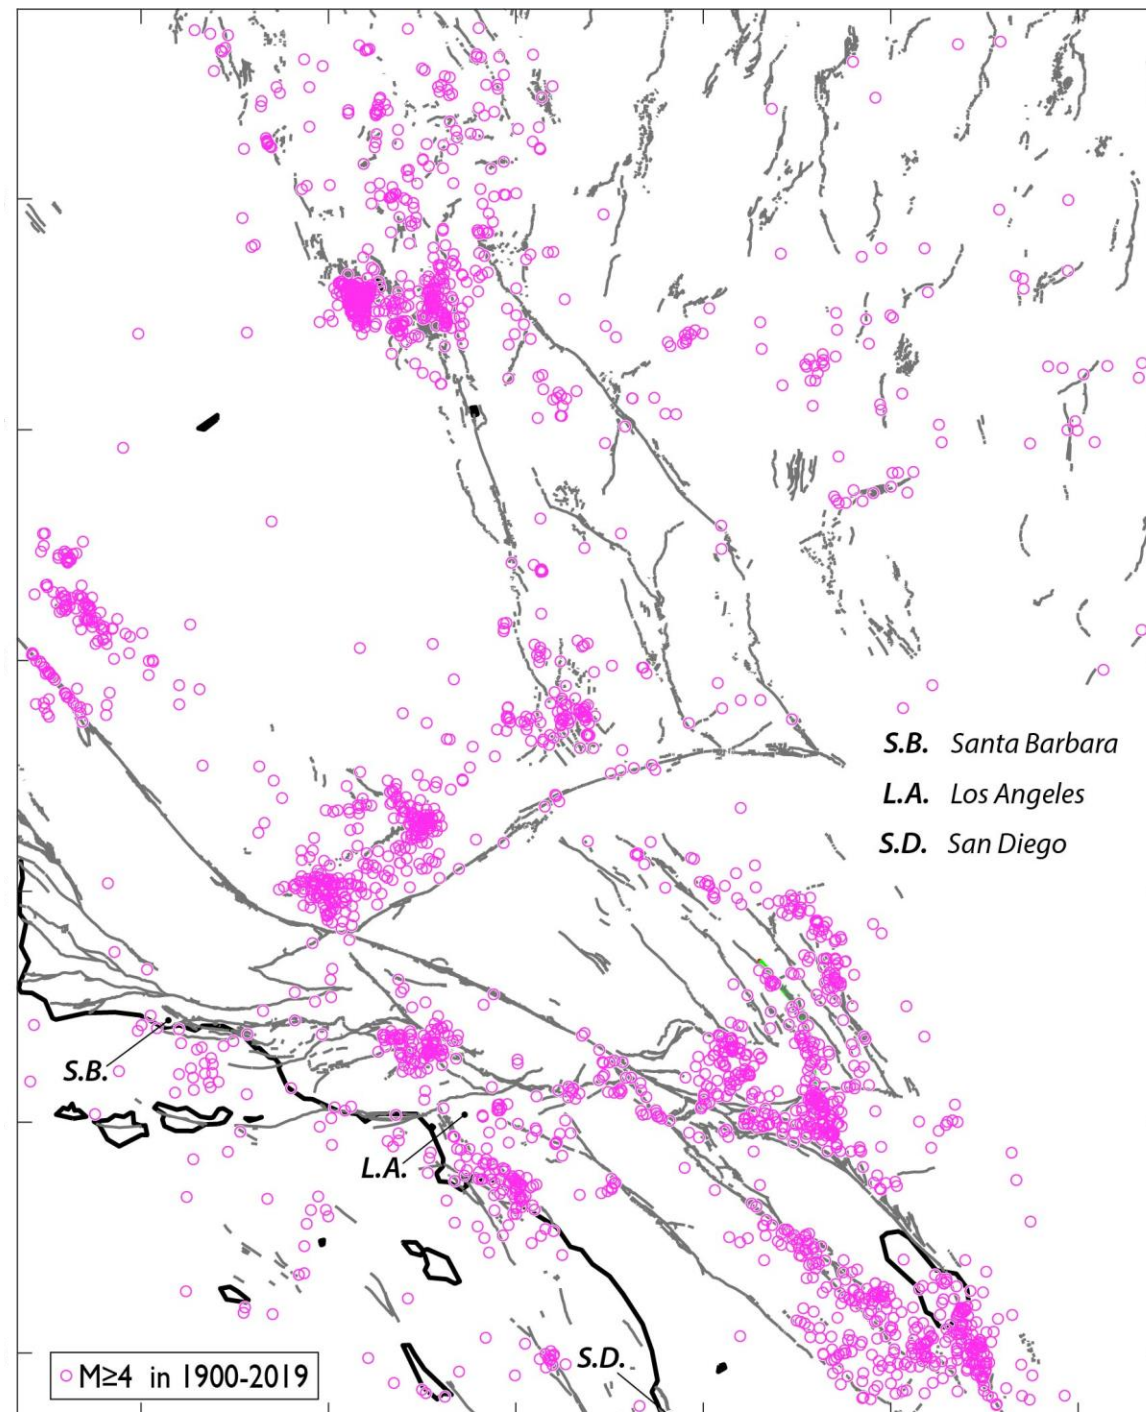 S.B. Santa Barbara
L.A. Los Angeles
S.D. San Diego
S.B.
L.A.
S.D.
M≥4 in 1900-2019